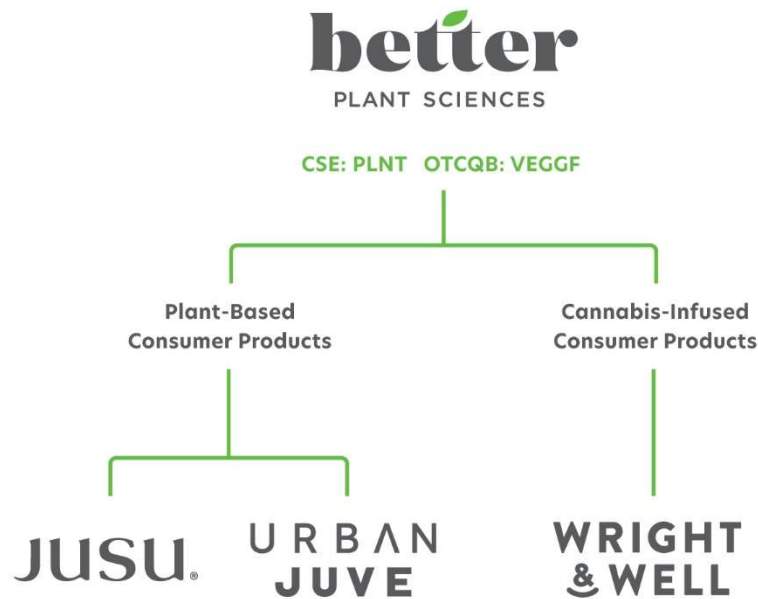 better
PLANT SCIENCES
CSE: PLNT OTCQB: VEGGF
Plant-Based
Consumer Products
Cannabis-Infused
Consumer Products
JUSU®
URBAN
JUVE
WRIGHT
& WELL